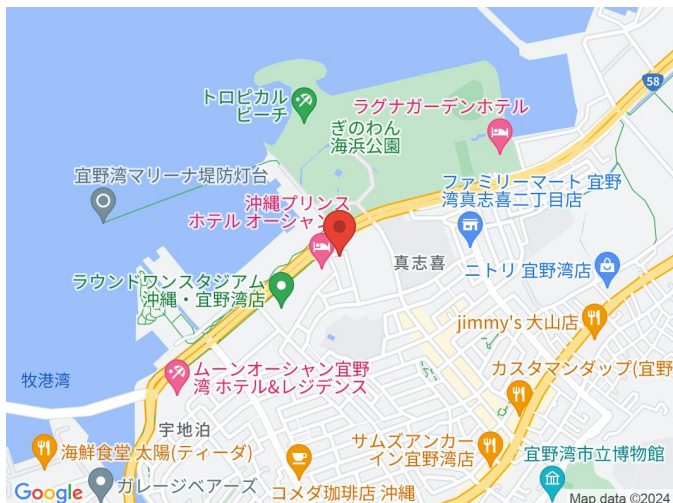 58
トロピカル
ビーチ
ラグナガーデンホテル
ぎのわん
海浜公園
宜野湾マリーナ堤防灯台
ファミリーマート 宜野
湾真志喜二丁目店
沖縄プリンス
ホテル オーシャン
真志喜
ニトリ 宜野湾店
ラウンドワンスタジアム
沖縄・宜野湾店
jimmy's 大山店
牧港湾
ムーンオーシャン宜野
湾 ホテル&レジデンス
カスタマンダップ(宜野
宇地泊
海鮮食堂 太陽(ティーダ)
サムズアンカー
イン宜野湾店
宜野湾市立博物館
ガレージベアーズ
コメダ珈琲店 沖縄
Google
Map data ©2024